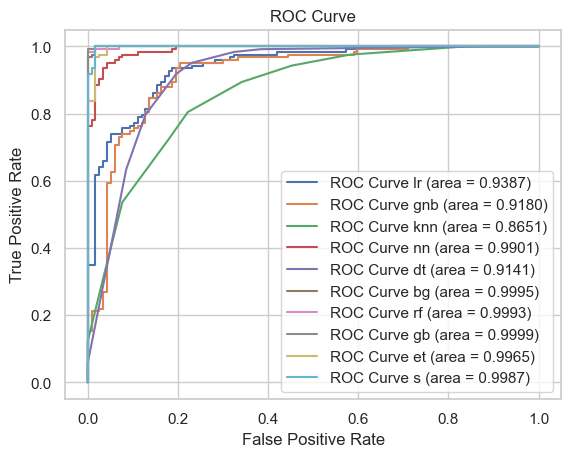 ROC Curve
True Positive Rate
1.0
0.8
0.6
0.4
0.2
0.0
ROC Curve lr (area = 0.9387)
ROC Curve gnb (area = 0.9180)
ROC Curve knn (area = 0.8651)
ROC Curve nn (area = 0.9901)
ROC Curve dt (area = 0.9141)
ROC Curve bg (area = 0.9995)
ROC Curve rf (area = 0.9993)
ROC Curve gb (area = 0.9999)
ROC Curve et (area = 0.9965)
ROC Curve s (area = 0.9987)
0.0 0.2 0.4 0.6 0.8 1.0
False Positive Rate